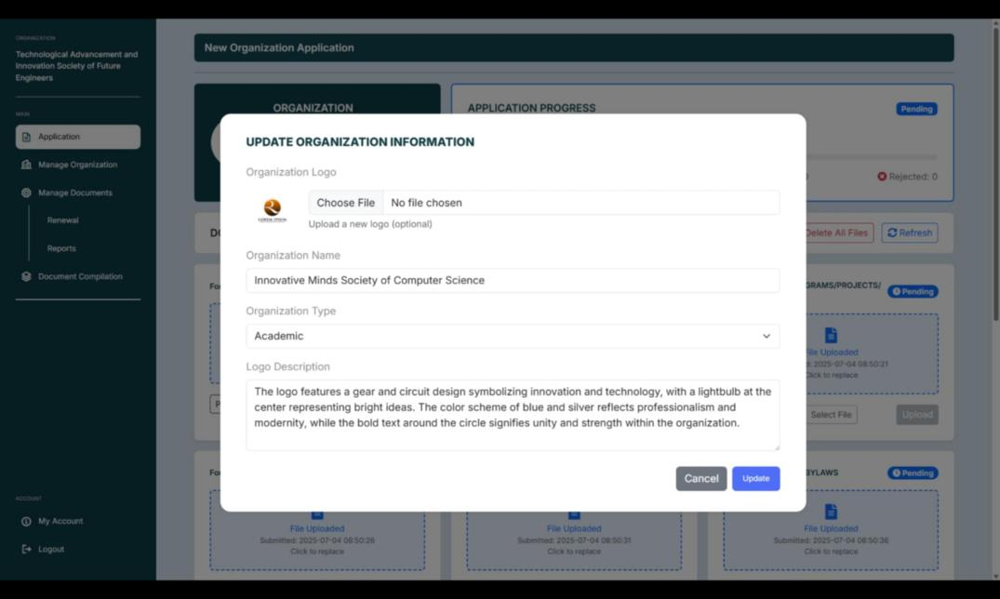 ORGANIZATION
Technological Advancement and
Innovation Society of Future
Engineers
MAIN
Application
Manage Organization
Manage Documents
Renewal
Reports
Document Compilation
ACCOUNT
My Account
Logout
New Organization Application
ORGANIZATION
APPLICATION PROGRESS
Pending
Rejected: 0
Delete All Files
Refresh
UPDATE ORGANIZATION INFORMATION
Organization Logo
LOREM IPSUM
Choose File
No file chosen
Upload a new logo (optional)
Organization Name
Innovative Minds Society of Computer Science
Organization Type
Academic
Logo Description
The logo features a gear and circuit design symbolizing innovation and technology, with a lightbulb at the
center representing bright ideas. The color scheme of blue and silver reflects professionalism and
modernity, while the bold text around the circle signifies unity and strength within the organization.
Cancel
Update
GRAMS/PROJECTS/
Pending
File Uploaded
d: 2025-07-04 08:50:21
Click to replace
Select File
Upload
BYLAWS
Pending
File Uploaded
Submitted: 2025-07-04 08:50:26
Click to replace
File Uploaded
Submitted: 2025-07-04 08:50:31
Click to replace
File Uploaded
Submitted: 2025-07-04 08:50:36
Click to replace